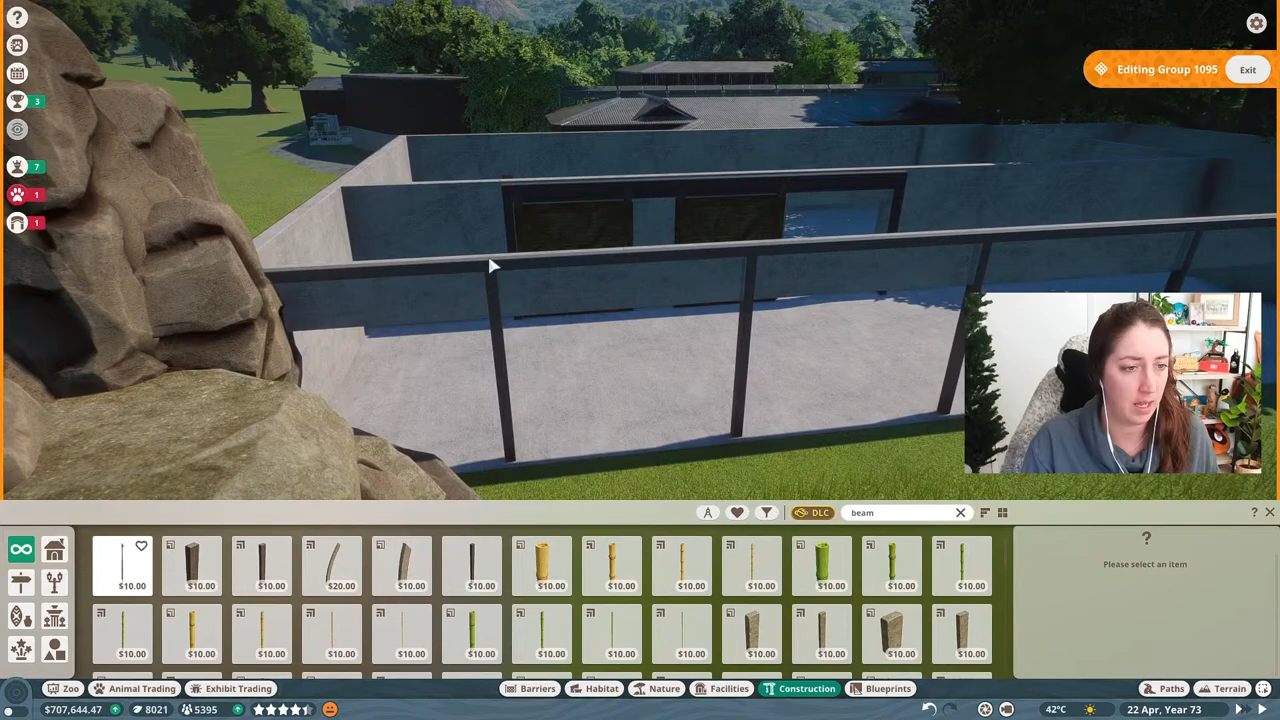 ?
Editing Group 1095
Exit
3
7
1
1
DLC
beam
?
$10.00
$10.00
$10.00
$20.00
$10.00
$10.00
$10.00
$10.00
$10.00
$10.00
$10.00
$10.00
$10.00
?
Please select an item
$10.00
$10.00
$10.00
$10.00
$10.00
$10.00
$10.00
$10.00
$10.00
$10.00
$10.00
$10.00
$10.00
Zoo
Animal Trading
Exhibit Trading
Barriers
Habitat
Nature
Facilities
Construction
Blueprints
Paths
Terrain
$707,644.47
8021
5395
42°C
22 Apr, Year 73